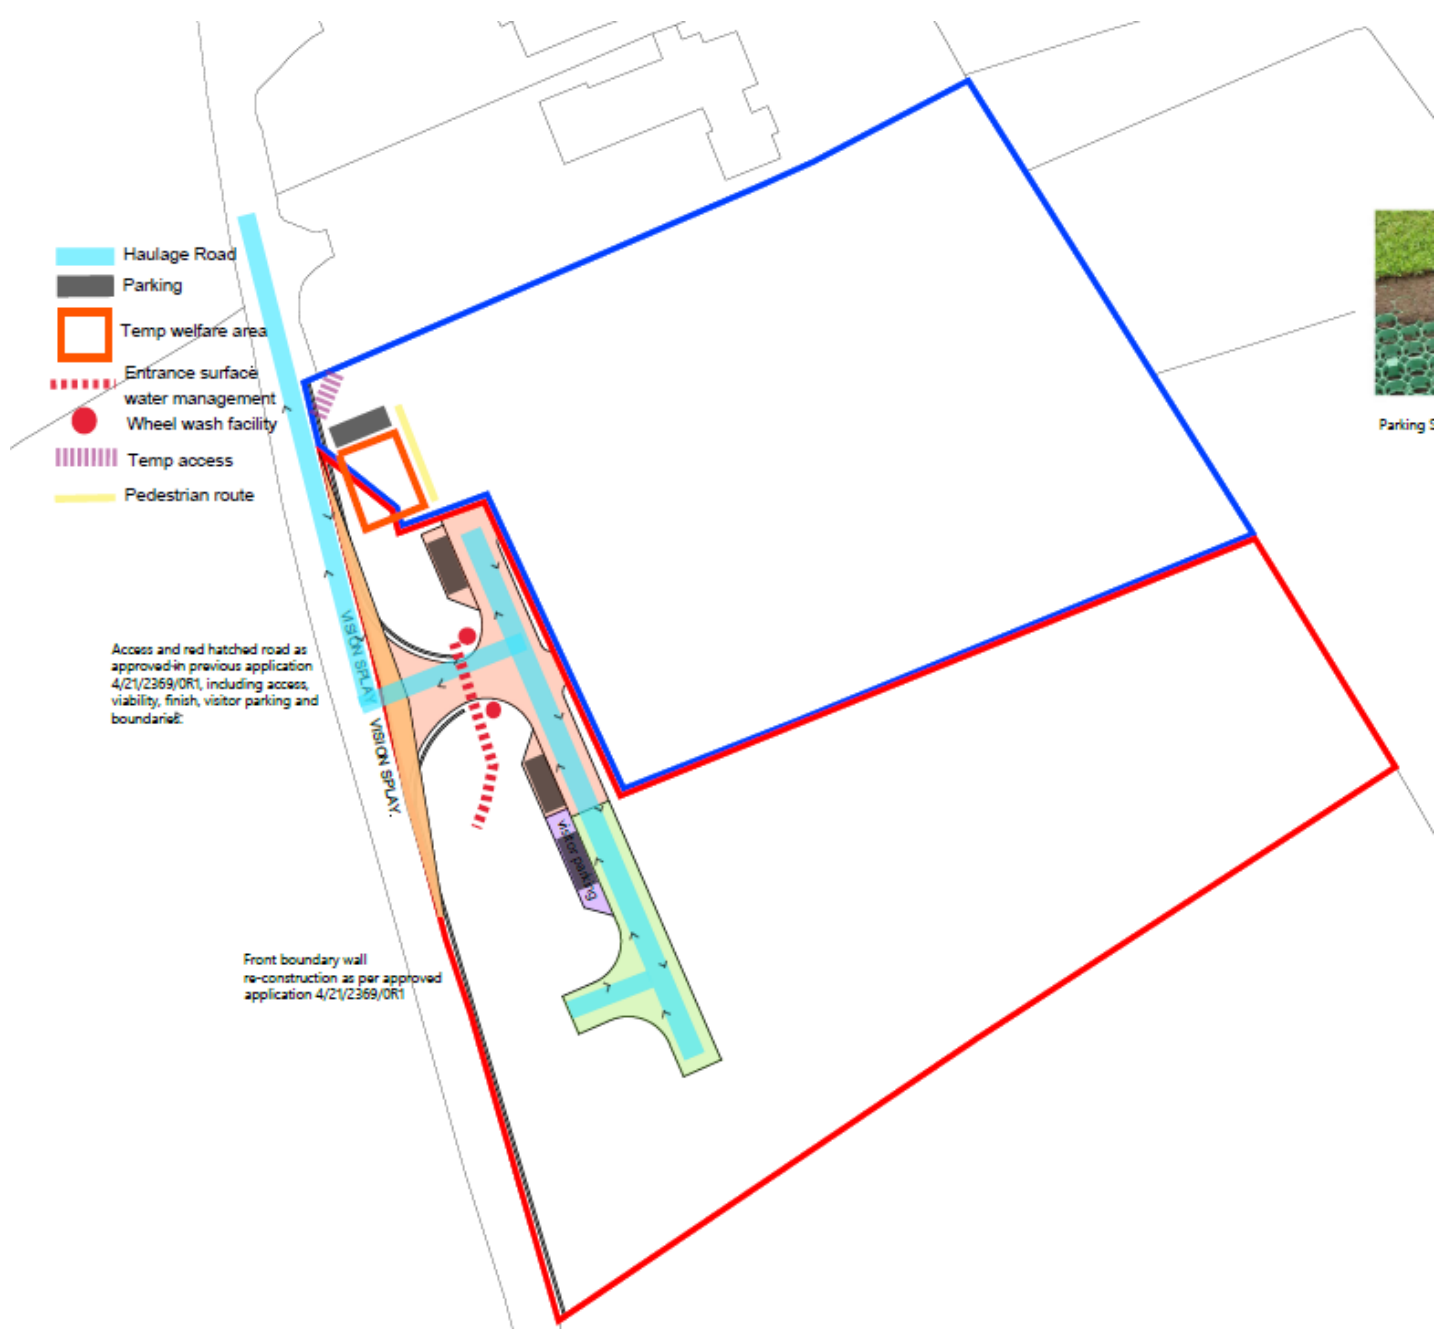 Haulage Road
Parking
Temp welfare area
Entrance surface
water management
Wheel wash facility
Temp access
Pedestrian route
VISION SPLAY
VISION SPLAY.
Access and red hatched road as
approved in previous application
4/21/2369/0R1, including access,
viability, finish, visitor parking and
boundaries
visitor parking
Front boundary wall
re-construction as per approved
application 4/21/2369/0R1
Parking S